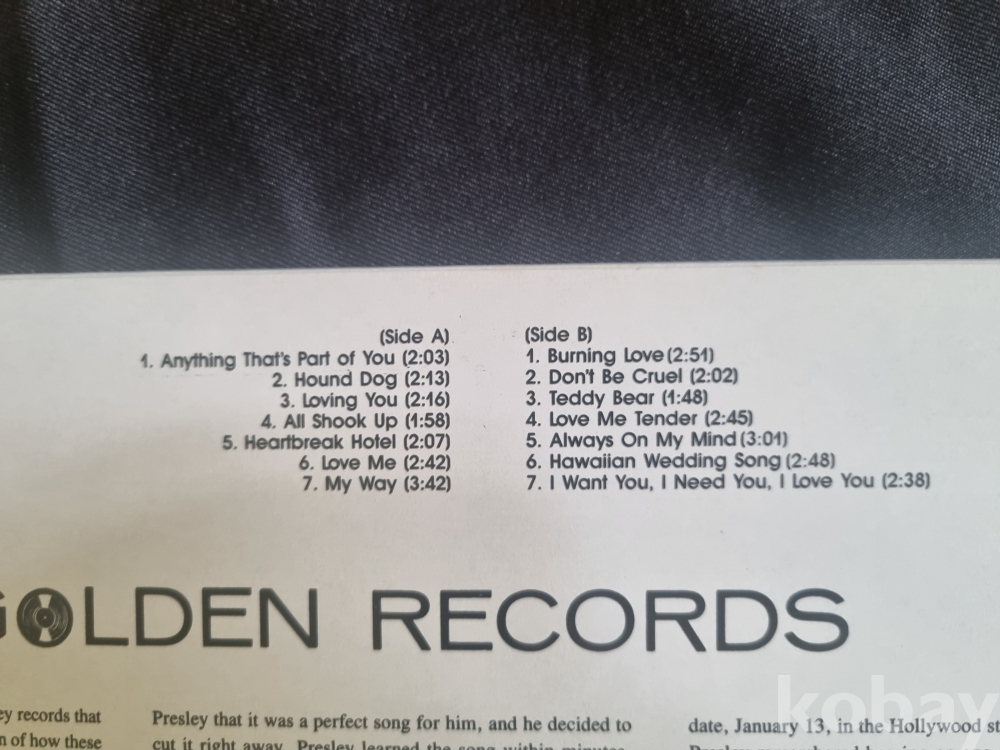 (Side A)
1. Anything That's Part of You (2:03)
2. Hound Dog (2:13)
3. Loving You (2:16)
4. All Shook Up (1:58)
5. Heartbreak Hotel (2:07)
6. Love Me (2:42)
7. My Way (3:42)
(Side B)
1. Burning Love (2:51)
2. Don't Be Cruel (2:02)
3. Teddy Bear (1:48)
4. Love Me Tender (2:45)
5. Always On My Mind (3:01)
6. Hawaiian Wedding Song (2:48)
7. I Want You, I Need You, I Love You (2:38)
GOLDEN RECORDS
ey records that
n of how these
Presley that it was a perfect song for him, and he decided to
cut it right away. Presley learned the song within minutes
date, January 13, in the Hollywood st
kobay